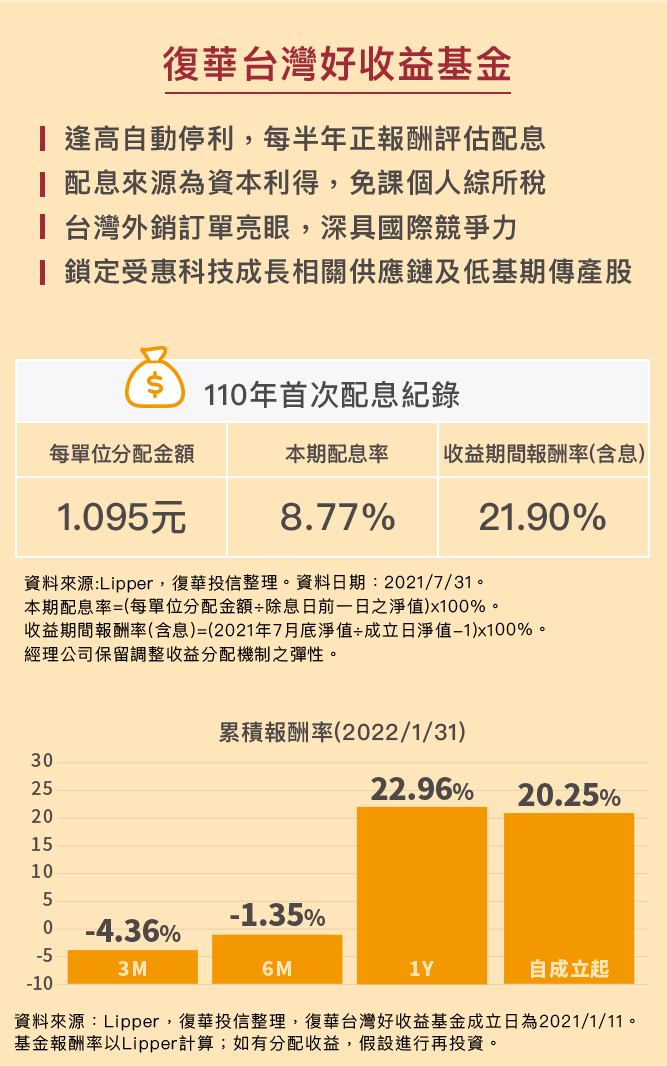 復華台灣好收益基金
逢高自動停利，每半年正報酬評估配息
配息來源為資本利得，免課個人綜所稅
台灣外銷訂單亮眼，深具國際競爭力
鎖定受惠科技成長相關供應鏈及低基期傳產股
$
110年首次配息紀錄
每單位分配金額 本期配息率 收益期間報酬率(含息)
1.095元 8.77% 21.90%
資料來源:Lipper，復華投信整理。資料日期：2021/7/31。
本期配息率=(每單位分配金額÷除息日前一日之淨值)x100%。
收益期間報酬率(含息)=(2021年7月底淨值÷成立日淨值-1)x100%。
經理公司保留調整收益分配機制之彈性。
累積報酬率(2022/1/31)
30
25
20
15
10
5
0
-5
-10
-4.36% -1.35% 22.96% 20.25%
3M 6M 1Y 自成立起
資料來源：Lipper，復華投信整理，復華台灣好收益基金成立日為2021/1/11。
基金報酬率以Lipper計算；如有分配收益，假設進行再投資。